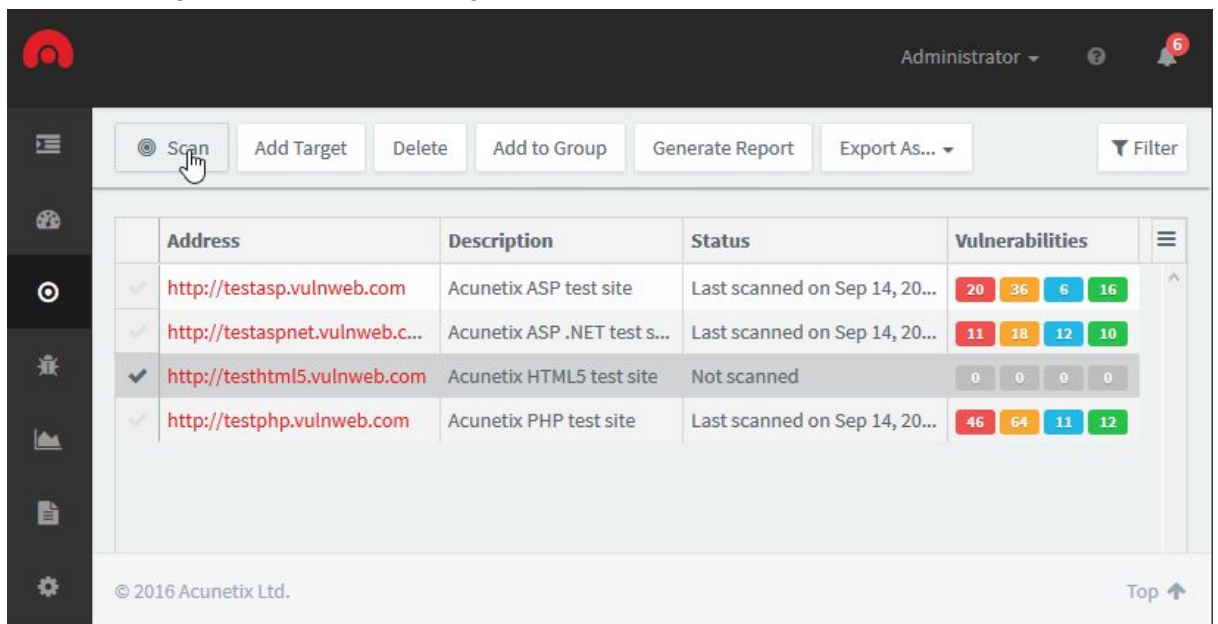 Administrator
6
Scan Add Target Delete Add to Group Generate Report Export As... Filter
Address Description Status Vulnerabilities
http://testasp.vulnweb.com Acunetix ASP test site Last scanned on Sep 14, 20... 20 36 6 16
http://testaspnet.vulnweb.c... Acunetix ASP .NET test s... Last scanned on Sep 14, 20... 11 18 12 10
http://testhtml5.vulnweb.com Acunetix HTML5 test site Not scanned 0 0 0 0
http://testphp.vulnweb.com Acunetix PHP test site Last scanned on Sep 14, 20... 46 64 11 12
© 2016 Acunetix Ltd. Top